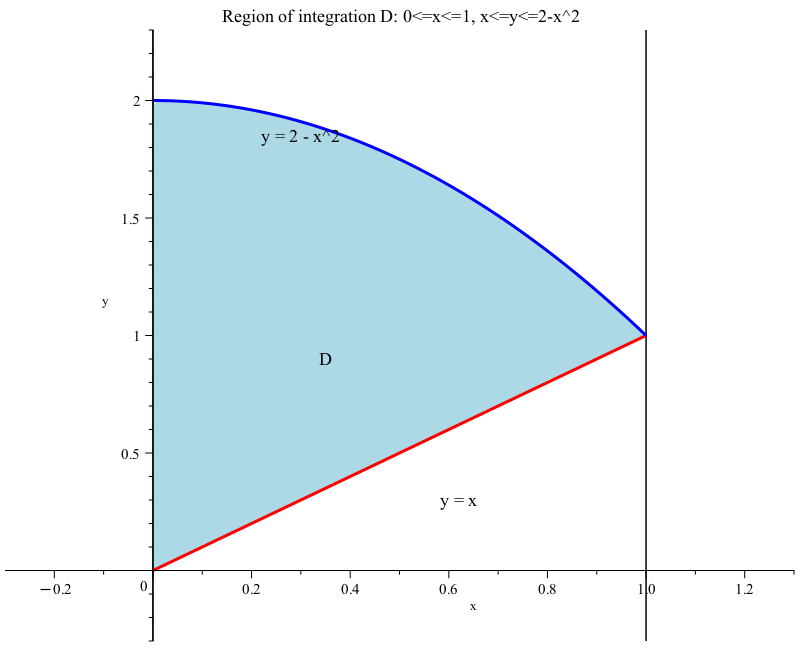 Region of integration D: 0<=x<=1, x<=y<=2-x^2
2
y = 2 - x^2
1.5
y
1
D
0.5
y = x
−0.2 0 0.2 0.4 0.6 0.8 1.0 1.2
x